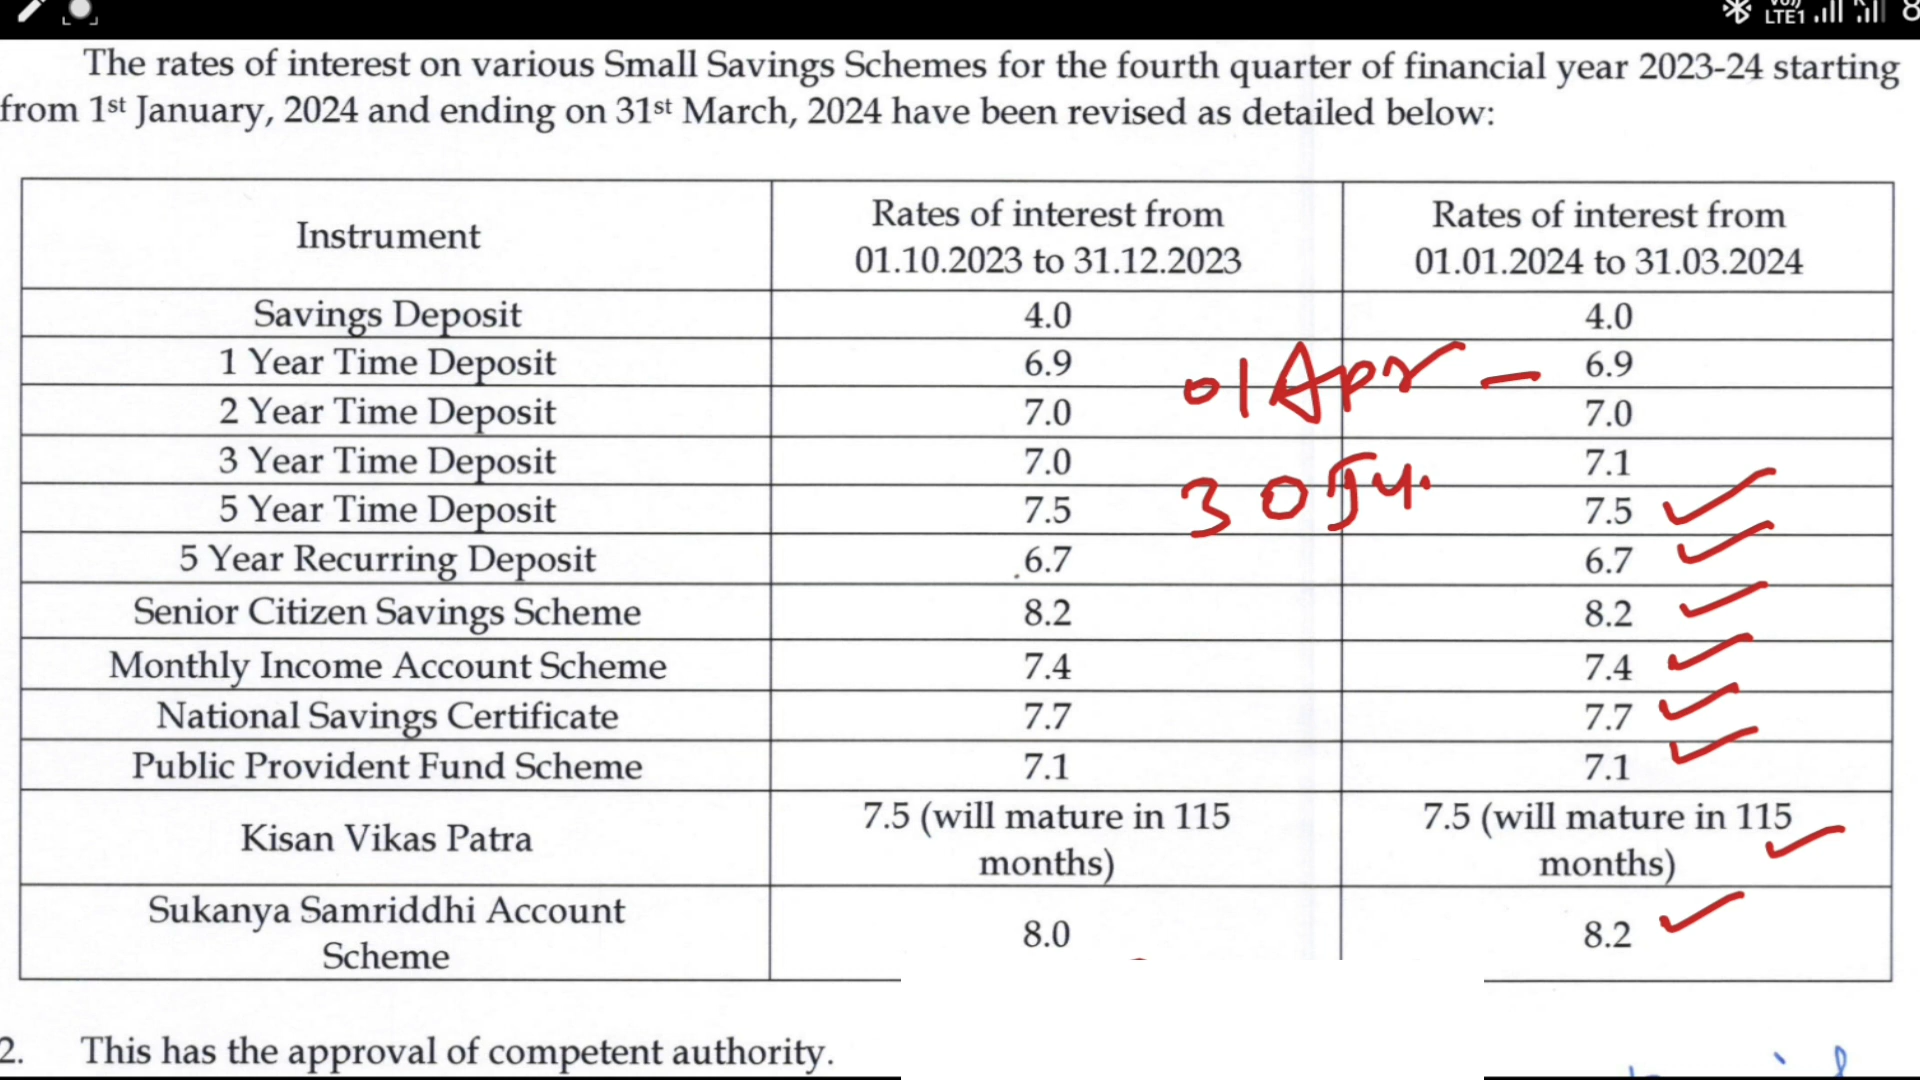 LTE1
The rates of interest on various Small Savings Schemes for the fourth quarter of financial year 2023-24 starting
from 1st January, 2024 and ending on 31st March, 2024 have been revised as detailed below:
Instrument
Rates of interest from
01.10.2023 to 31.12.2023
Rates of interest from
01.01.2024 to 31.03.2024
Savings Deposit 4.0 4.0
1 Year Time Deposit 6.9 6.9
01 Apr –
2 Year Time Deposit 7.0 7.0
3 Year Time Deposit 7.0 7.1
30 Ju.
5 Year Time Deposit 7.5 7.5
5 Year Recurring Deposit 6.7 6.7
Senior Citizen Savings Scheme 8.2 8.2
Monthly Income Account Scheme 7.4 7.4
National Savings Certificate 7.7 7.7
Public Provident Fund Scheme 7.1 7.1
Kisan Vikas Patra
7.5 (will mature in 115
months)
7.5 (will mature in 115
months)
Sukanya Samriddhi Account
Scheme
8.0
8.2
2. This has the approval of competent authority.